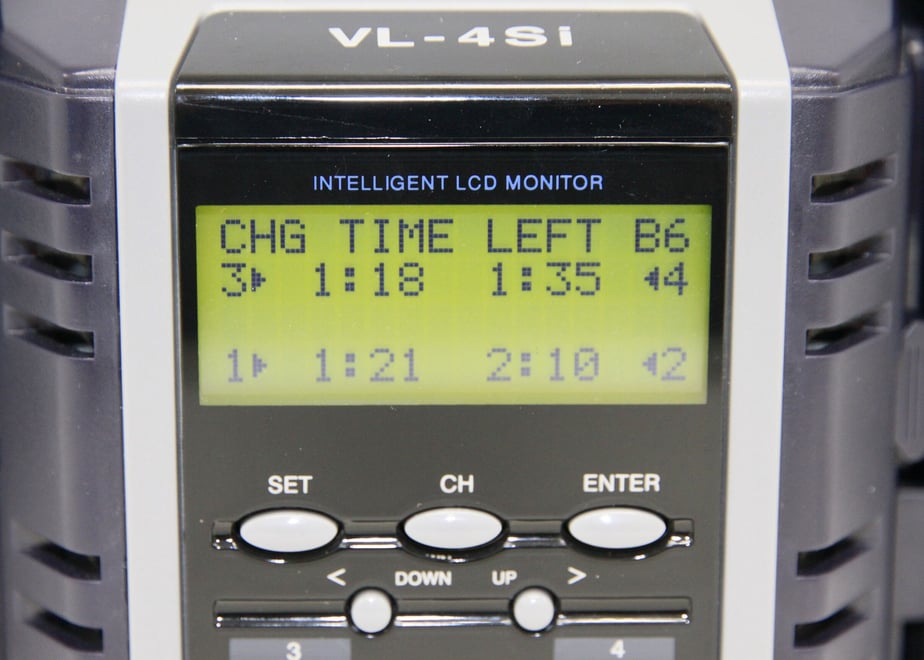 VL-4Si
INTELLIGENT LCD MONITOR
CHG TIME LEFT B6
3▶ 1:18 1:35 ◀4
1▶ 1:21 2:10 ◀2
SET CH ENTER
< DOWN UP >
3 4